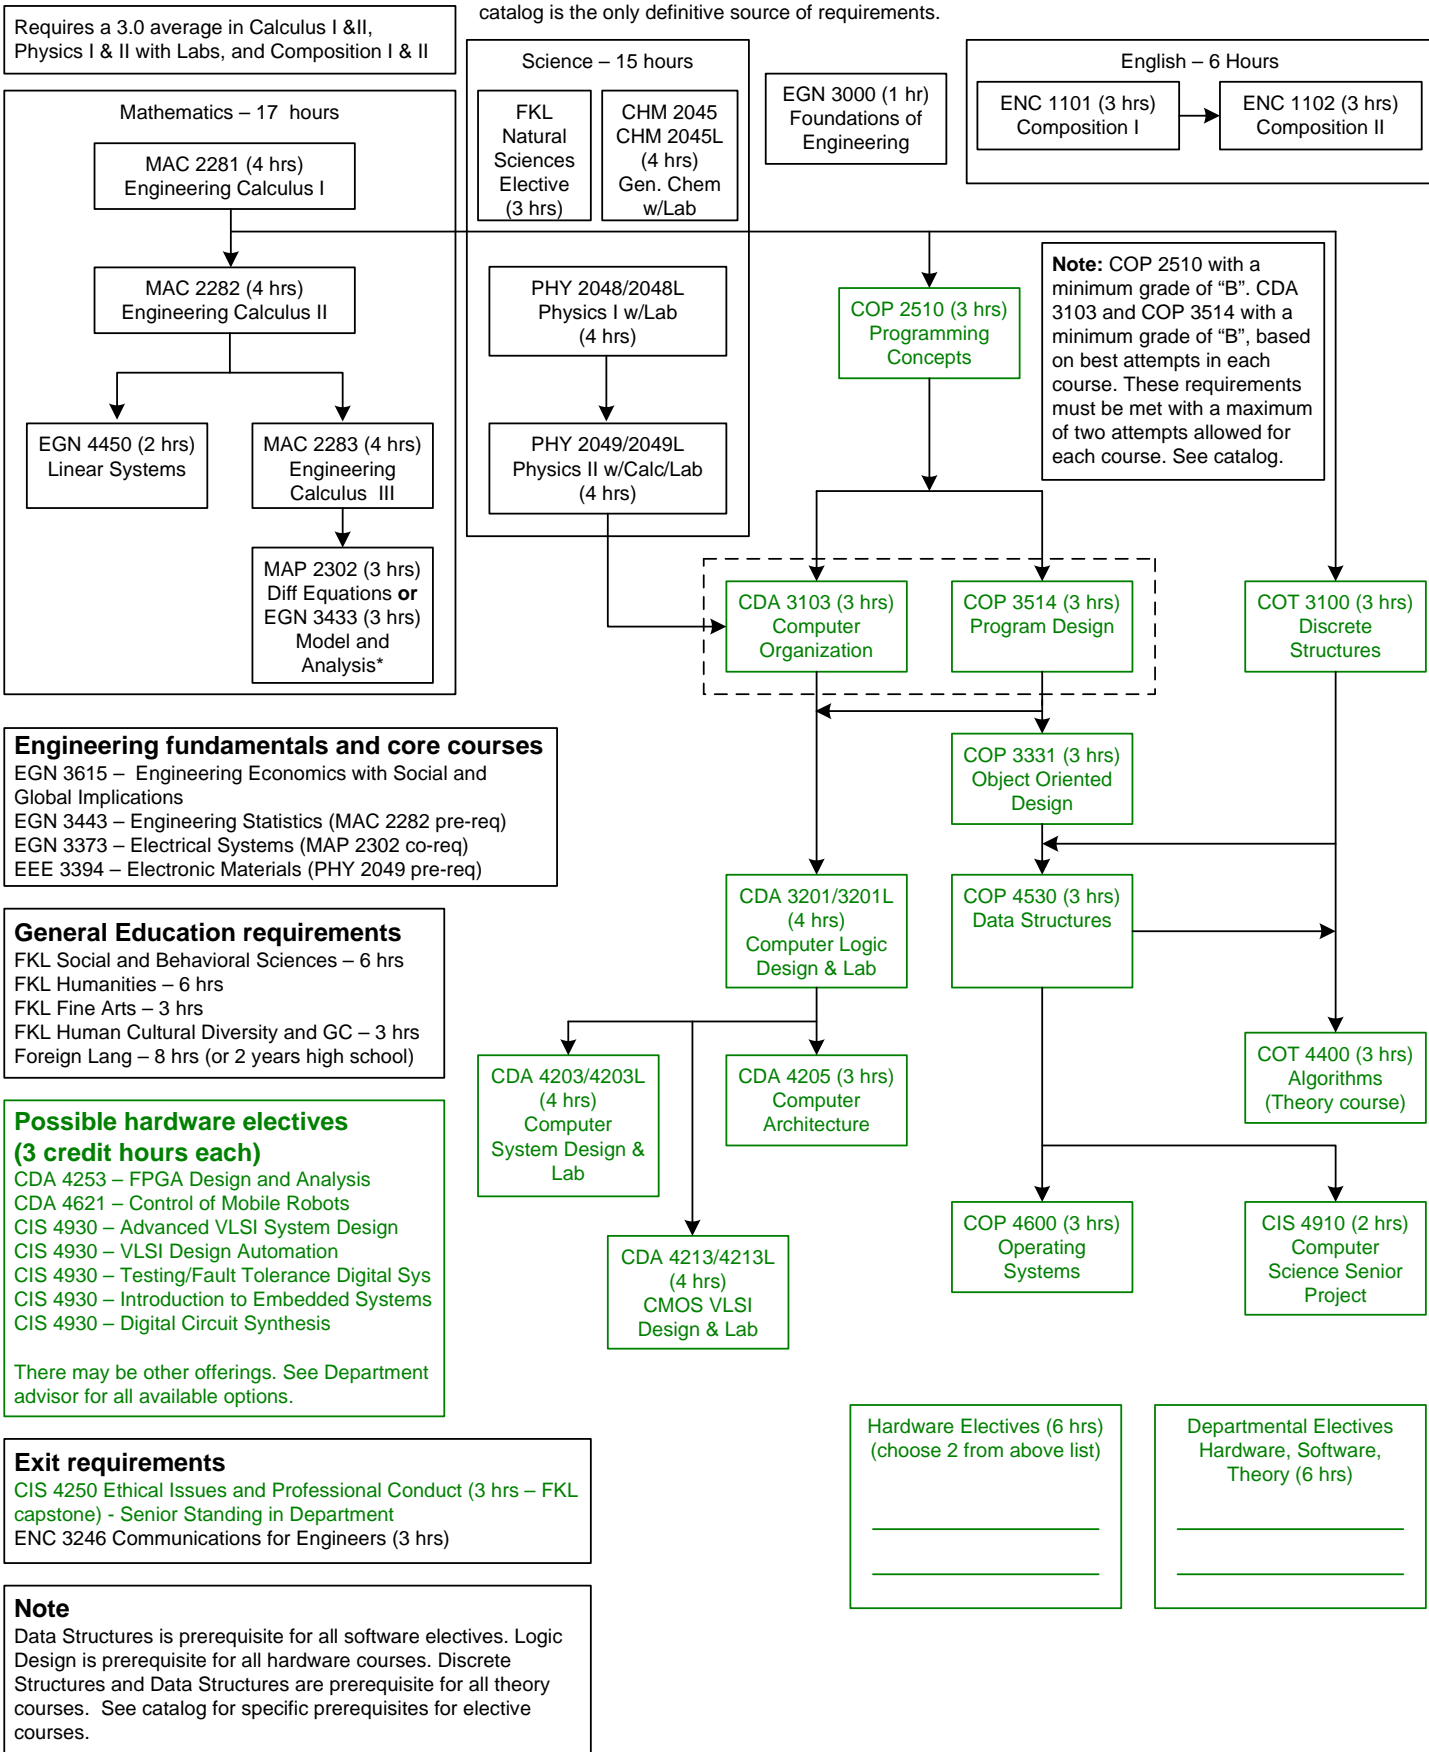 catalog is the only definitive source of requirements.
Requires a 3.0 average in Calculus I &II,
Physics I & II with Labs, and Composition I & II
Mathematics – 17 hours
MAC 2281 (4 hrs)
Engineering Calculus I
MAC 2282 (4 hrs)
Engineering Calculus II
EGN 4450 (2 hrs)
Linear Systems
MAC 2283 (4 hrs)
Engineering
Calculus III
MAP 2302 (3 hrs)
Diff Equations or
EGN 3433 (3 hrs)
Model and
Analysis*
Science – 15 hours
FKL
Natural
Sciences
Elective
(3 hrs)
CHM 2045
CHM 2045L
(4 hrs)
Gen. Chem
w/Lab
PHY 2048/2048L
Physics I w/Lab
(4 hrs)
PHY 2049/2049L
Physics II w/Calc/Lab
(4 hrs)
EGN 3000 (1 hr)
Foundations of
Engineering
English – 6 Hours
ENC 1101 (3 hrs)
Composition I
ENC 1102 (3 hrs)
Composition II
COP 2510 (3 hrs)
Programming
Concepts
Note: COP 2510 with a
minimum grade of “B”. CDA
3103 and COP 3514 with a
minimum grade of “B”, based
on best attempts in each
course. These requirements
must be met with a maximum
of two attempts allowed for
each course. See catalog.
CDA 3103 (3 hrs)
Computer
Organization
COP 3514 (3 hrs)
Program Design
COT 3100 (3 hrs)
Discrete
Structures
COP 3331 (3 hrs)
Object Oriented
Design
CDA 3201/3201L
(4 hrs)
Computer Logic
Design & Lab
COP 4530 (3 hrs)
Data Structures
CDA 4203/4203L
(4 hrs)
Computer
System Design &
Lab
CDA 4205 (3 hrs)
Computer
Architecture
COT 4400 (3 hrs)
Algorithms
(Theory course)
CDA 4213/4213L
(4 hrs)
CMOS VLSI
Design & Lab
COP 4600 (3 hrs)
Operating
Systems
CIS 4910 (2 hrs)
Computer
Science Senior
Project
Engineering fundamentals and core courses
EGN 3615 – Engineering Economics with Social and
Global Implications
EGN 3443 – Engineering Statistics (MAC 2282 pre-req)
EGN 3373 – Electrical Systems (MAP 2302 co-req)
EEE 3394 – Electronic Materials (PHY 2049 pre-req)
General Education requirements
FKL Social and Behavioral Sciences – 6 hrs
FKL Humanities – 6 hrs
FKL Fine Arts – 3 hrs
FKL Human Cultural Diversity and GC – 3 hrs
Foreign Lang – 8 hrs (or 2 years high school)
Possible hardware electives
(3 credit hours each)
CDA 4253 – FPGA Design and Analysis
CDA 4621 – Control of Mobile Robots
CIS 4930 – Advanced VLSI System Design
CIS 4930 – VLSI Design Automation
CIS 4930 – Testing/Fault Tolerance Digital Sys
CIS 4930 – Introduction to Embedded Systems
CIS 4930 – Digital Circuit Synthesis
There may be other offerings. See Department
advisor for all available options.
Hardware Electives (6 hrs)
(choose 2 from above list)
Departmental Electives
Hardware, Software,
Theory (6 hrs)
Exit requirements
CIS 4250 Ethical Issues and Professional Conduct (3 hrs – FKL
capstone) - Senior Standing in Department
ENC 3246 Communications for Engineers (3 hrs)
Note
Data Structures is prerequisite for all software electives. Logic
Design is prerequisite for all hardware courses. Discrete
Structures and Data Structures are prerequisite for all theory
courses. See catalog for specific prerequisites for elective
courses.